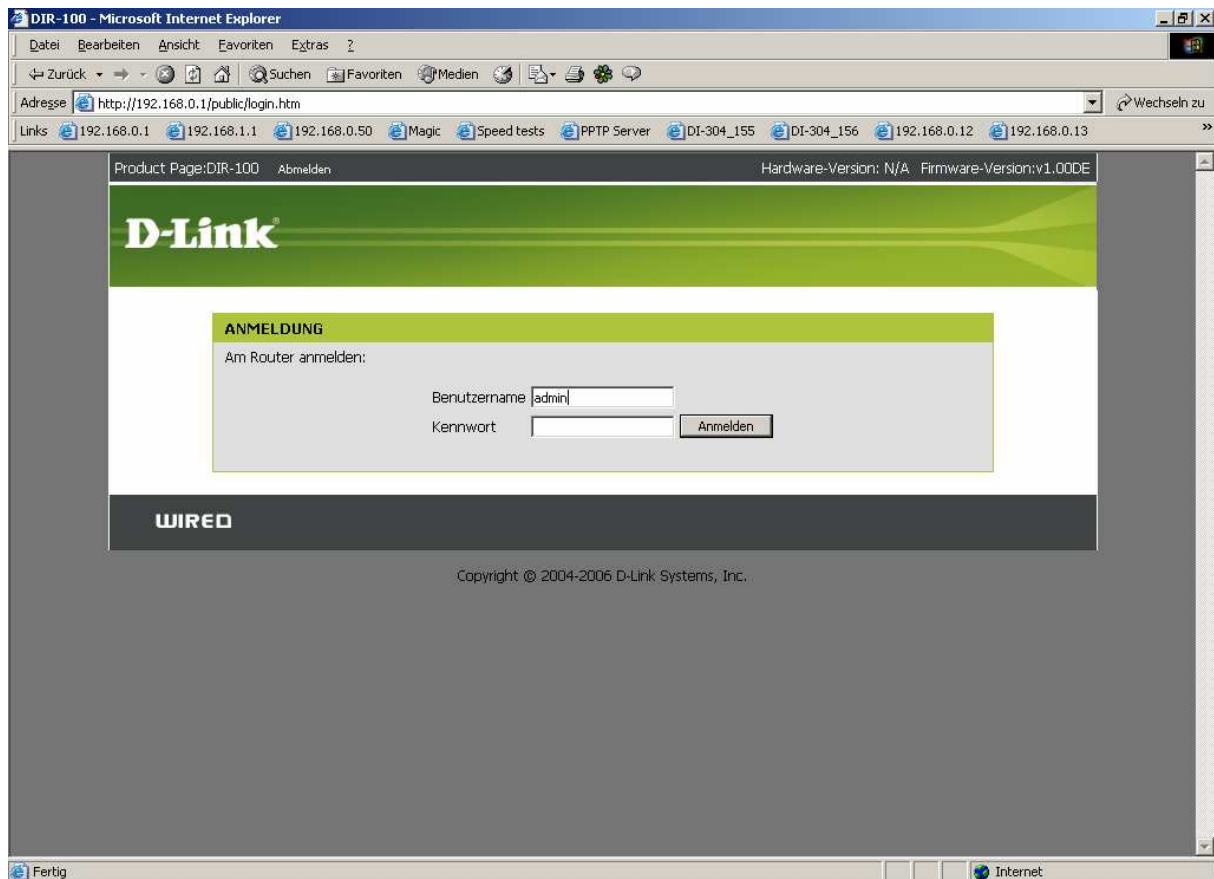 DIR-100 - Microsoft Internet Explorer
Datei Bearbeiten Ansicht Favoriten Extras ?
Zurück Suchen Favoriten Medien
Adresse http://192.168.0.1/public/login.htm Wechseln zu
Links 192.168.0.1 192.168.1.1 192.168.0.50 Magic Speed tests PPTP Server DI-304_155 DI-304_156 192.168.0.12 192.168.0.13 »
Product Page:DIR-100 Abmelden Hardware-Version: N/A Firmware-Version:v1.00DE
D-Link®
ANMELDUNG
Am Router anmelden:
Benutzername admin
Kennwort Anmelden
WIRED
Copyright © 2004-2006 D-Link Systems, Inc.
Fertig Internet